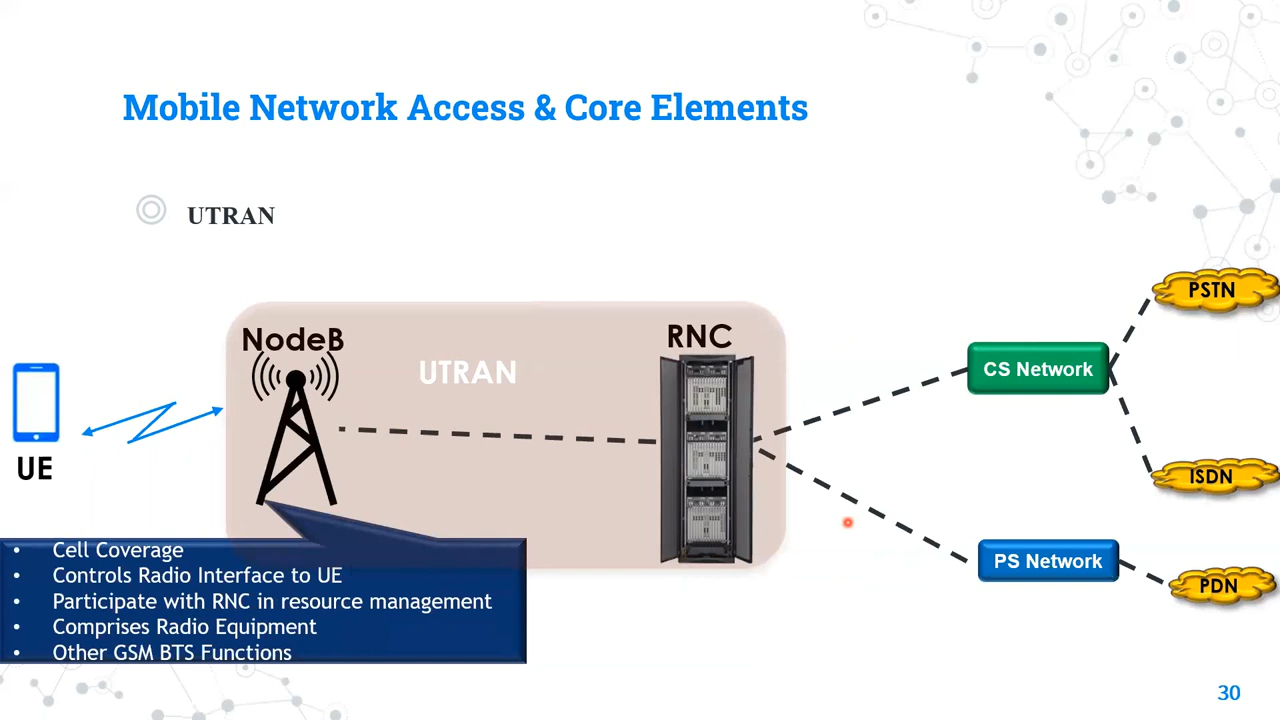 Mobile Network Access & Core Elements
UTRAN
NodeB
UTRAN
RNC
UE
CS Network
PS Network
PSTN
ISDN
PDN
• Cell Coverage
• Controls Radio Interface to UE
• Participate with RNC in resource management
• Comprises Radio Equipment
• Other GSM BTS Functions
30